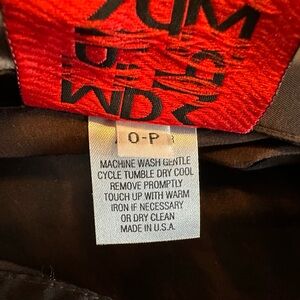 O-P
MACHINE WASH GENTLE
CYCLE TUMBLE DRY COOL
REMOVE PROMPTLY
TOUCH UP WITH WARM
IRON IF NECESSARY
OR DRY CLEAN
MADE IN U.S.A.